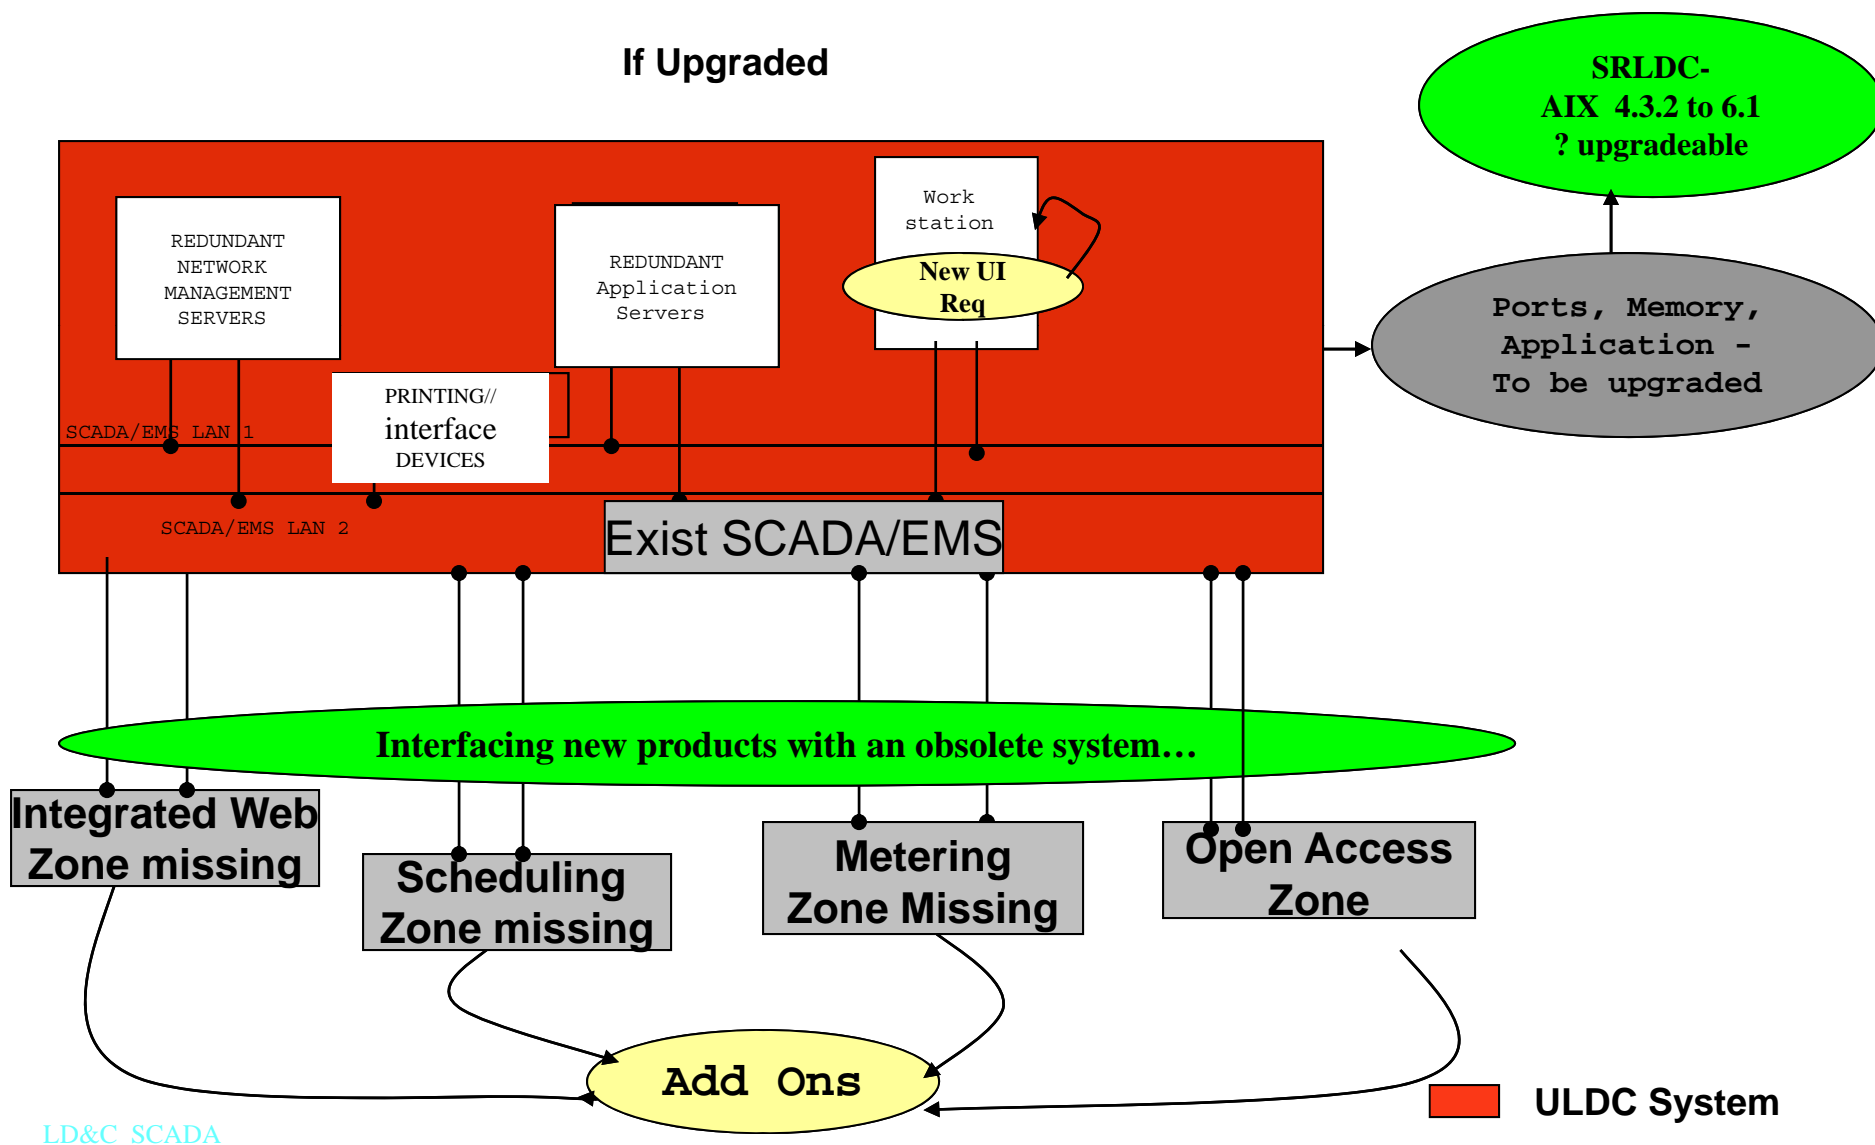 If Upgraded
SRLDC-
AIX 4.3.2 to 6.1
? upgradeable
REDUNDANT
NETWORK
MANAGEMENT
SERVERS
REDUNDANT
Application
Servers
Work
station
New UI
Req
Ports, Memory,
Application -
To be upgraded
PRINTING//
interface
DEVICES
SCADA/EMS LAN 1
SCADA/EMS LAN 2
Exist SCADA/EMS
Interfacing new products with an obsolete system…
Integrated Web
Zone missing
Scheduling
Zone missing
Metering
Zone Missing
Open Access
Zone
Add Ons
ULDC System
LD&C SCADA